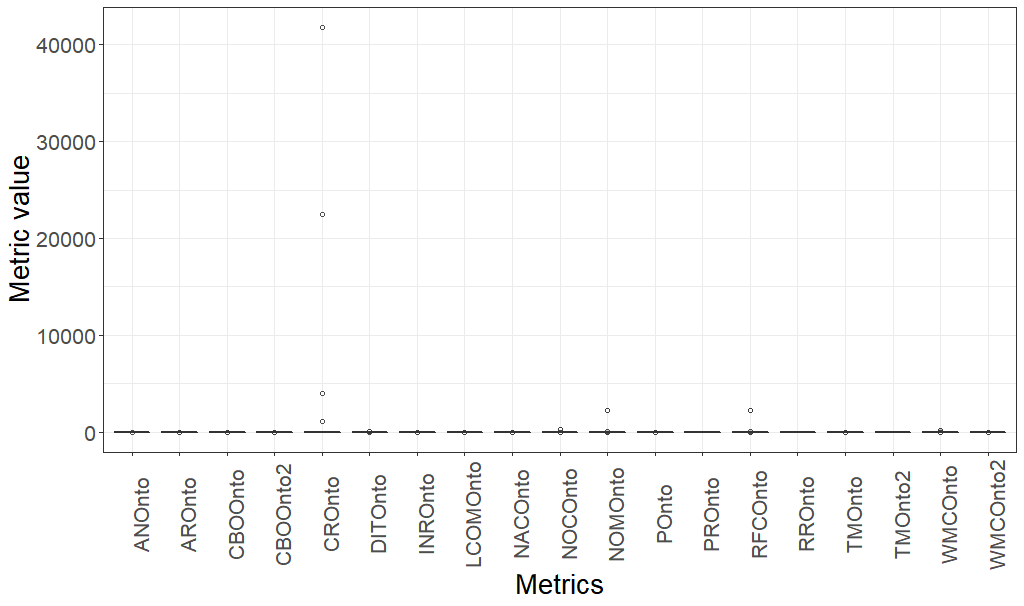 Metric value
40000
30000
20000
10000
0
ANOnto
AROnto
CBOOnto
CBOOnto2
CROnto
DITOnto
INROnto
LCOMOnto
NACOnto
NOCOnto
NOMOnto
POnto
PROnto
RFCOnto
RROnto
TMOnto
TMOnto2
WMCOnto
WMCOnto2
Metrics